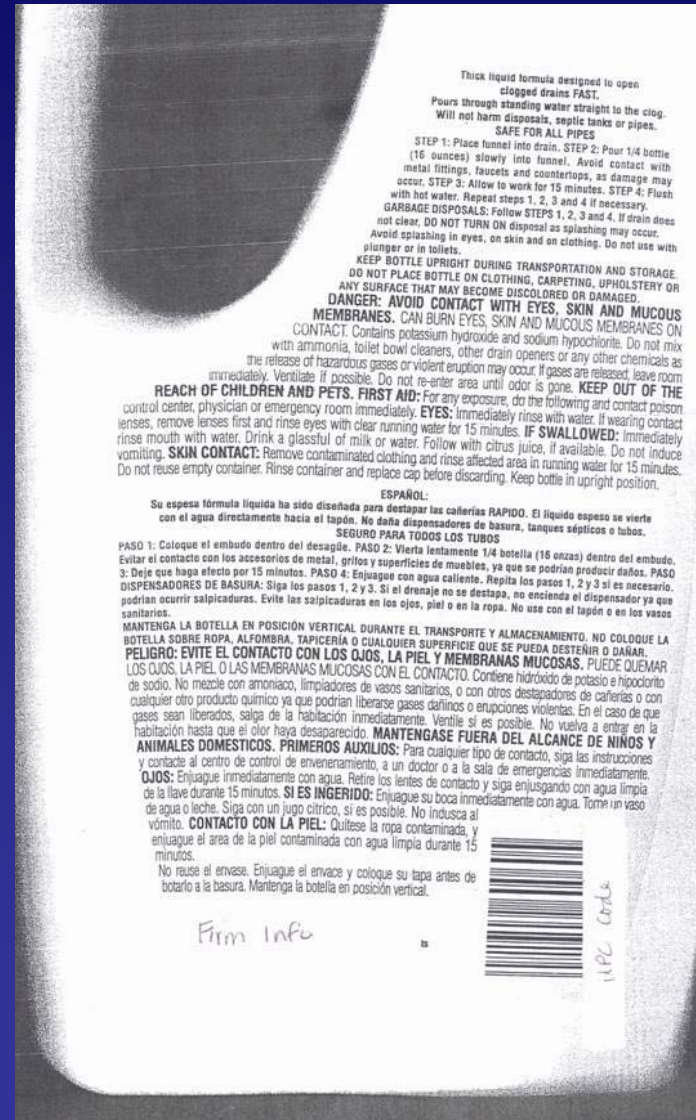 Thick liquid formula designed to open
clogged drains FAST.
Pours through standing water straight to the clog.
Will not harm disposals, septic tanks or pipes.
SAFE FOR ALL PIPES
STEP 1: Place funnel into drain. STEP 2: Pour 1/4 bottle
(16 ounces) slowly into funnel. Avoid contact with
metal fittings, faucets and countertops, as damage may
occur. STEP 3: Allow to work for 15 minutes. STEP 4: Flush
with hot water. Repeat steps 1, 2, 3 and 4 if necessary.
GARBAGE DISPOSALS: Follow STEPS 1, 2, 3 and 4. If drain does
not clear, DO NOT TURN ON disposal as splashing may occur.
Avoid splashing in eyes, on skin and on clothing. Do not use with
plunger or in toilets.
KEEP BOTTLE UPRIGHT DURING TRANSPORTATION AND STORAGE.
DO NOT PLACE BOTTLE ON CLOTHING, CARPETING, UPHOLSTERY OR
ANY SURFACE THAT MAY BECOME DISCOLORED OR DAMAGED.
DANGER: AVOID CONTACT WITH EYES, SKIN AND MUCOUS
MEMBRANES. CAN BURN EYES, SKIN AND MUCOUS MEMBRANES ON
CONTACT. Contains potassium hydroxide and sodium hypochlorite. Do not mix
with ammonia, toilet bowl cleaners, other drain openers or any other chemicals as
the release of hazardous gases or violent eruption may occur. If gases are released, leave room
immediately. Ventilate if possible. Do not re-enter area until odor is gone. KEEP OUT OF THE
REACH OF CHILDREN AND PETS. FIRST AID: For any exposure, do the following and contact poison
control center, physician or emergency room immediately. EYES: Immediately rinse with water. If wearing contact
lenses, remove lenses first and rinse eyes with clear running water for 15 minutes. IF SWALLOWED: Immediately
rinse mouth with water. Drink a glassful of milk or water. Follow with citrus juice, if available. Do not induce
vomiting. SKIN CONTACT: Remove contaminated clothing and rinse affected area in running water for 15 minutes.
Do not reuse empty container. Rinse container and replace cap before discarding. Keep bottle in upright position.
ESPAÑOL:
Su espesa fórmula líquida ha sido diseñada para destapar las cañerías RAPIDO. El líquido espeso se vierte
con el agua directamente hacia el tapón. No daña dispensadores de basura, tanques sépticos o tubos.
SEGURO PARA TODOS LOS TUBOS
PASO 1: Coloque el embudo dentro del desagüe. PASO 2: Vierta lentamente 1/4 botella (16 onzas) dentro del embudo.
Evitar el contacto con los accesorios de metal, grifos y superficies de muebles, ya que se podrían producir daños. PASO
3: Deje que haga efecto por 15 minutos. PASO 4: Enjuague con agua caliente. Repita los pasos 1, 2 y 3 si es necesario.
DISPENSADORES DE BASURA: Siga los pasos 1, 2 y 3. Si el drenaje no se destapa, no encienda el dispensador ya que
podrían ocurrir salpicaduras. Evite las salpicaduras en los ojos, piel o en la ropa. No use con el tapón o en los vasos
sanitarios.
MANTENGA LA BOTELLA EN POSICIÓN VERTICAL DURANTE EL TRANSPORTE Y ALMACENAMIENTO. NO COLOQUE LA
BOTELLA SOBRE ROPA, ALFOMBRA, TAPICERÍA O CUALQUIER SUPERFICIE QUE SE PUEDA DESTEÑIR O DAÑAR.
PELIGRO: EVITE EL CONTACTO CON LOS OJOS, LA PIEL Y MEMBRANAS MUCOSAS. PUEDE QUEMAR
LOS OJOS, LA PIEL O LAS MEMBRANAS MUCOSAS CON EL CONTACTO. Contiene hidróxido de potasio e hipoclorito
de sodio. No mezcle con amoniaco, limpiadores de vasos sanitarios, o con otros destapadores de cañerías o con
cualquier otro producto químico ya que podrían liberarse gases dañinos o erupciones violentas. En el caso de que
gases sean liberados, salga de la habitación inmediatamente. Ventile si es posible. No vuelva a entrar en la
habitación hasta que el olor haya desaparecido. MANTENGASE FUERA DEL ALCANCE DE NIÑOS Y
ANIMALES DOMESTICOS. PRIMEROS AUXILIOS: Para cualquier tipo de contacto, siga las instrucciones
y contacte al centro de control de envenenamiento, a un doctor o a la sala de emergencias inmediatamente.
OJOS: Enjuague inmediatamente con agua. Retire los lentes de contacto y siga enjusgando con agua limpia
de la llave durante 15 minutos. SI ES INGERIDO: Enjuague su boca inmediatamente con agua. Tome un vaso
de agua o leche. Siga con un jugo citrico, si es posible. No indusca al
vómito. CONTACTO CON LA PIEL: Quitese la ropa contaminada, y
enjuague el area de la piel contaminada con agua limpia durante 15
minutos.
No reuse el envase. Enjuague el envace y coloque su tapa antes de
botarlo a la basura. Mantenga la botella en posición vertical.
Firm Info
UPC Code